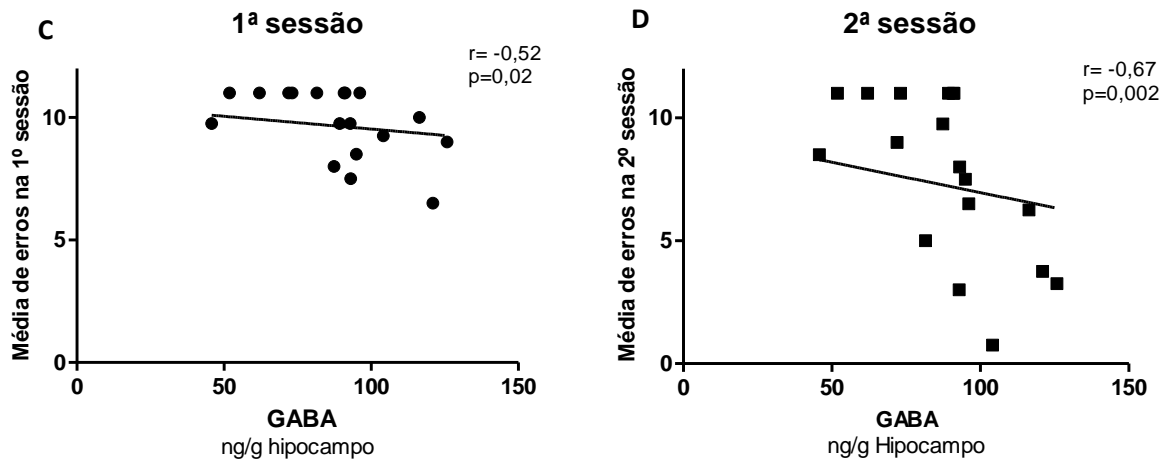 C
1ª sessão
r= -0,52
p=0,02
Média de erros na 1º sessão
10
5
0
0
50
100
150
GABA
ng/g hipocampo
D
2ª sessão
r= -0,67
p=0,002
Média de erros na 2º sessão
10
5
0
0
50
100
150
GABA
ng/g Hipocampo